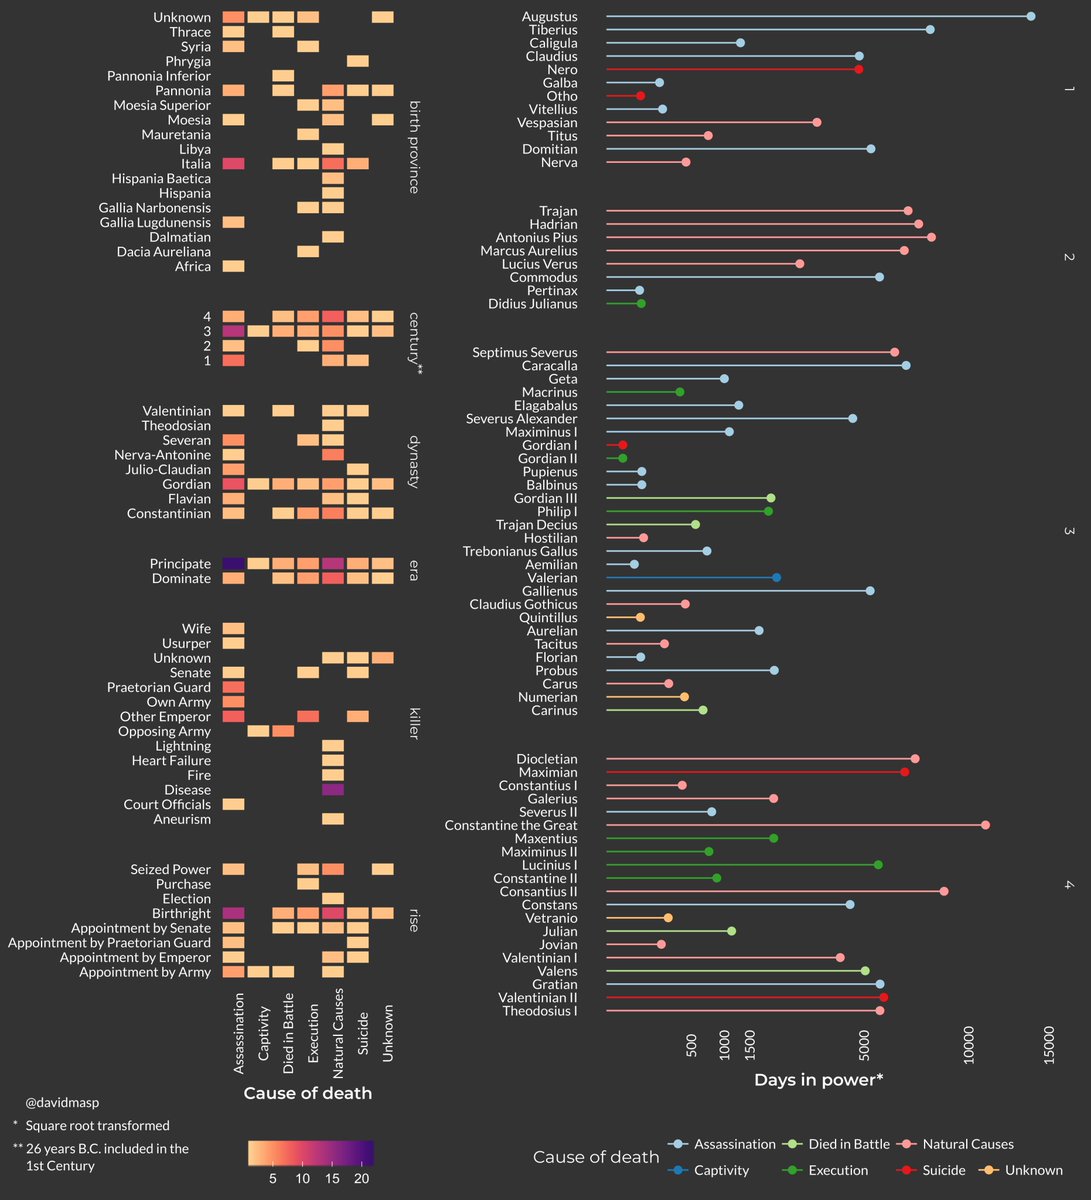 Unknown
Thrace
Syria
Phrygia
Pannonia Inferior
Pannonia
Moesia Superior
Moesia
Mauretania
Libya
Italia
Hispania Baetica
Hispania
Gallia Narbonensis
Gallia Lugdunensis
Dalmatian
Dacia Aureliana
Africa
birth province
4
3
2
1
century**
Valentinian
Theodosian
Severan
Nerva-Antonine
Julio-Claudian
Gordian
Flavian
Constantinian
dynasty
Principate
Dominate
era
Wife
Usurper
Unknown
Senate
Praetorian Guard
Own Army
Other Emperor
Opposing Army
Lightning
Heart Failure
Fire
Disease
Court Officials
Aneurism
killer
Seized Power
Purchase
Election
Birthright
Appointment by Senate
Appointment by Praetorian Guard
Appointment by Emperor
Appointment by Army
rise
Assassination
Captivity
Died in Battle
Execution
Natural Causes
Suicide
Unknown
Cause of death
@davidmasp
* Square root transformed
** 26 years B.C. included in the
1st Century
5 10 15 20
Augustus
Tiberius
Caligula
Claudius
Nero
Galba
Otho
Vitellius
Vespasian
Titus
Domitian
Nerva
1
Trajan
Hadrian
Antonius Pius
Marcus Aurelius
Lucius Verus
Commodus
Pertinax
Didius Julianus
2
Septimus Severus
Caracalla
Geta
Macrinus
Elagabalus
Severus Alexander
Maximinus I
Gordian I
Gordian II
Pupienus
Balbinus
Gordian III
Philip I
Trajan Decius
Hostilian
Trebonianus Gallus
Aemilian
Valerian
Gallienus
Claudius Gothicus
Quintillus
Aurelian
Tacitus
Florian
Probus
Carus
Numerian
Carinus
3
Diocletian
Maximian
Constantius I
Galerius
Severus II
Constantine the Great
Maxentius
Maximinus II
Lucinius I
Constantine II
Consantius II
Constans
Vetranio
Julian
Jovian
Valentinian I
Valens
Gratian
Valentinian II
Theodosius I
4
500 1000 1500 5000 10000 15000
Days in power*
Cause of death
Assassination Died in Battle Natural Causes
Captivity Execution Suicide Unknown